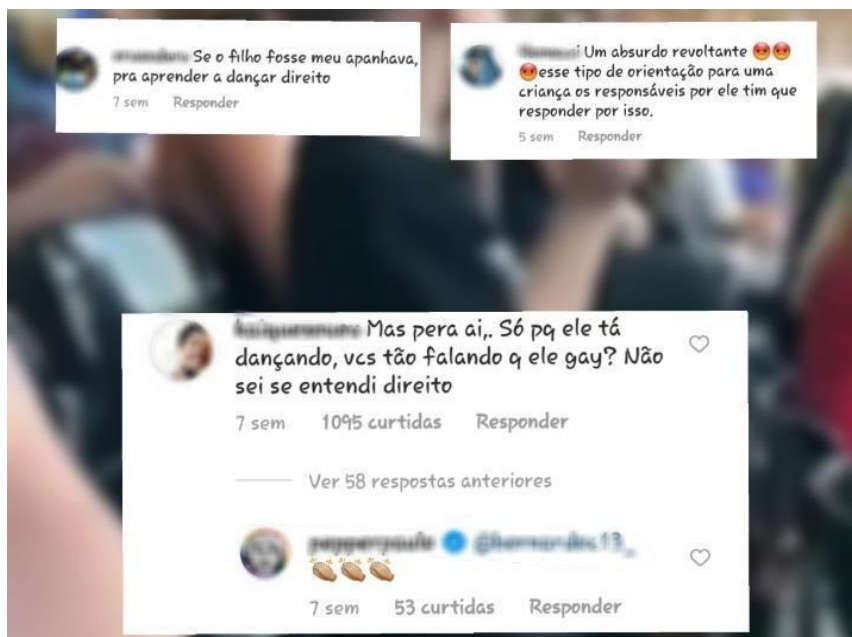 Se o filho fosse meu apanhava,
pra aprender a dançar direito
7 sem Responder
Um absurdo revoltante 😡😡
😡esse tipo de orientação para uma
criança os responsáveis por ele tim que
responder por isso.
5 sem Responder
Mas pera ai,. Só pq ele tá
dançando, vcs tão falando q ele gay? Não
sei se entendi direito
7 sem 1095 curtidas Responder
Ver 58 respostas anteriores
👏🏼👏🏼👏🏼
7 sem 53 curtidas Responder